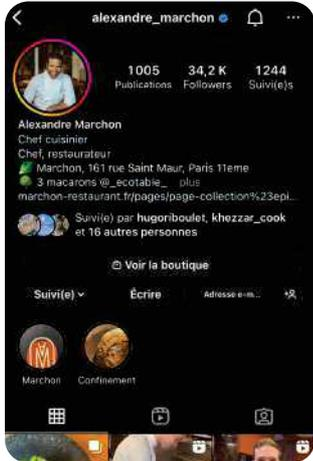 alexandre_marchon
1005 34,2 K 1244
Publications Followers Suivi(e)s
Alexandre Marchon
Chef cuisinier
Chef, restaurateur
Marchon, 161 rue Saint Maur, Paris 11eme
3 macarons @_ecotable_ plus
marchon-restaurant.fr/pages/page-collection%23epi...
Suivi(e) par hugoriboulet, khezzar_cook
et 16 autres personnes
Voir la boutique
Suivi(e) Écrire Adresse e-m...
Marchon Confinement